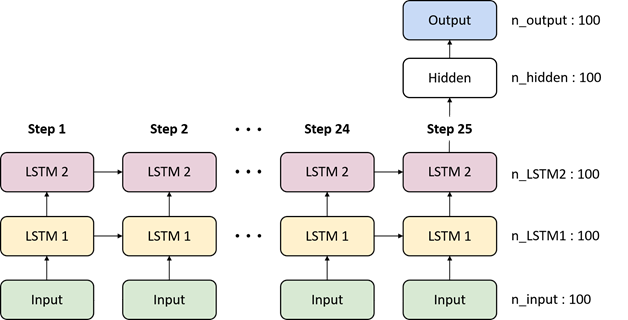 Output n_output : 100
Hidden n_hidden : 100
Step 1 Step 2 • • • Step 24 Step 25
LSTM 2 LSTM 2 • • • LSTM 2 LSTM 2 n_LSTM2 : 100
LSTM 1 LSTM 1 • • • LSTM 1 LSTM 1 n_LSTM1 : 100
Input Input Input Input n_input : 100